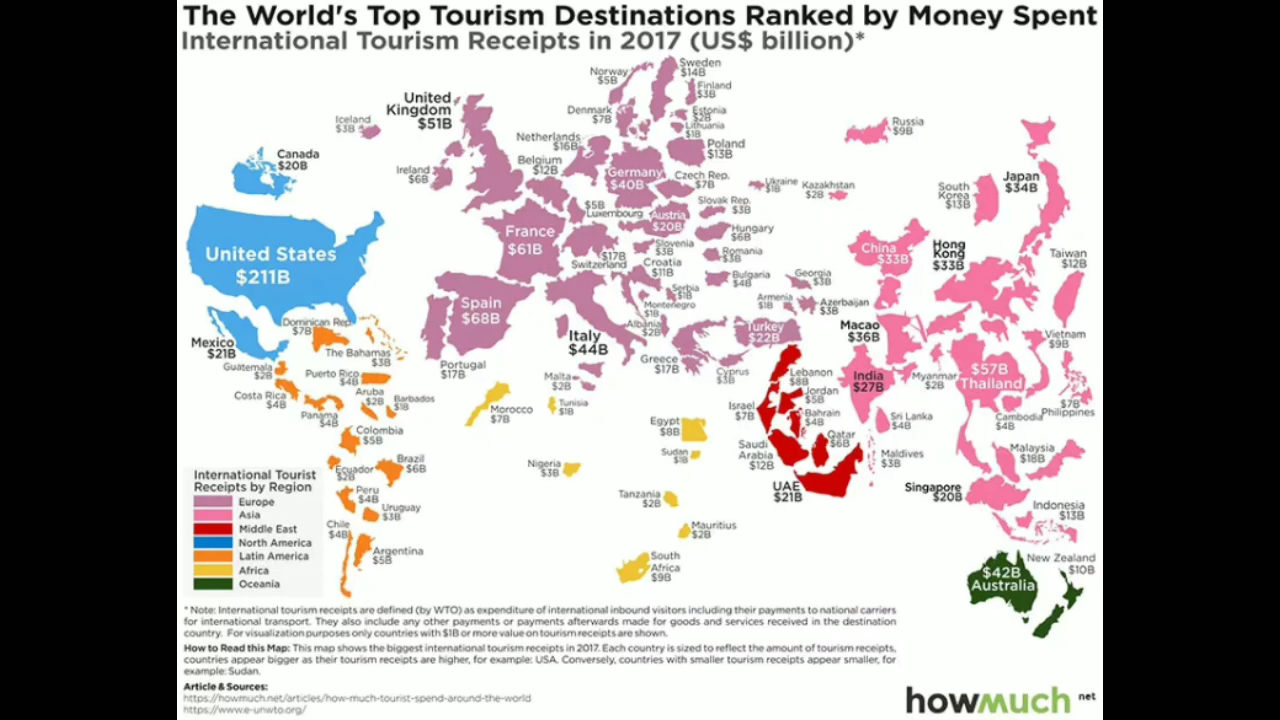 The World's Top Tourism Destinations Ranked by Money Spent
International Tourism Receipts in 2017 (US$ billion)*
Norway
$5B
Sweden
$14B
Finland
$3B
United
Kingdom
$51B
Iceland
$3B
Denmark
$7B
Estonia
$2B
Lithuania
$1B
Russia
$9B
Netherlands
$16B
Poland
$13B
Canada
$20B
Belgium
$12B
Ireland
$6B
Germany
$40B
Czech Rep.
$7B
Ukraine
$1B
Kazakhstan
$2B
South
Korea
$13B
Japan
$34B
$5B
Luxembourg
Austria
$20B
Slovak Rep.
$3B
Hungary
$6B
France
$61B
Slovenia
$3B
Romania
$3B
China
$33B
Hong
Kong
$33B
Taiwan
$12B
United States
$211B
$17B
Switzerland
Croatia
$11B
Bulgaria
$4B
Georgia
$3B
Serbia
$1B
Montenegro
$1B
Armenia
$1B
Azerbaijan
$3B
Spain
$68B
Albania
$2B
Turkey
$22B
Macao
$36B
Vietnam
$9B
Dominican Rep.
$7B
Mexico
$21B
The Bahamas
$3B
Italy
$44B
Greece
$17B
Cyprus
$3B
Portugal
$17B
Guatemala
$2B
Puerto Rico
$4B
Malta
$2B
Lebanon
$8B
India
$27B
Myanmar
$2B
$57B
Thailand
Costa Rica
$4B
Aruba
$2B
Barbados
$1B
Jordan
$5B
Tunisia
$1B
Morocco
$7B
Israel
$7B
Bahrain
$4B
Sri Lanka
$4B
Cambodia
$4B
$7B
Philippines
Panama
$4B
Egypt
$8B
Colombia
$5B
Qatar
$6B
Saudi
Arabia
$12B
Sudan
$1B
Maldives
$3B
Malaysia
$18B
Nigeria
$3B
Ecuador
$2B
Brazil
$6B
UAE
$21B
Singapore
$20B
Peru
$4B
Tanzania
$2B
Uruguay
$3B
Indonesia
$13B
Chile
$4B
Mauritius
$2B
Argentina
$5B
South
Africa
$9B
New Zealand
$10B
$42B
Australia
International Tourist
Receipts by Region
Europe
Asia
Middle East
North America
Latin America
Africa
Oceania
* Note: International tourism receipts are defined (by WTO) as expenditure of international inbound visitors including their payments to national carriers
for international transport. They also include any other payments or payments afterwards made for goods and services received in the destination
country. For visualization purposes only countries with $1B or more value on tourism receipts are shown.
How to Read this Map: This map shows the biggest international tourism receipts in 2017. Each country is sized to reflect the amount of tourism receipts,
countries appear bigger as their tourism receipts are higher, for example: USA. Conversely, countries with smaller tourism receipts appear smaller, for
example: Sudan.
Article & Sources:
https://howmuch.net/articles/how-much-tourist-spend-around-the-world
https://www.e-unwto.org/
howmuch.net